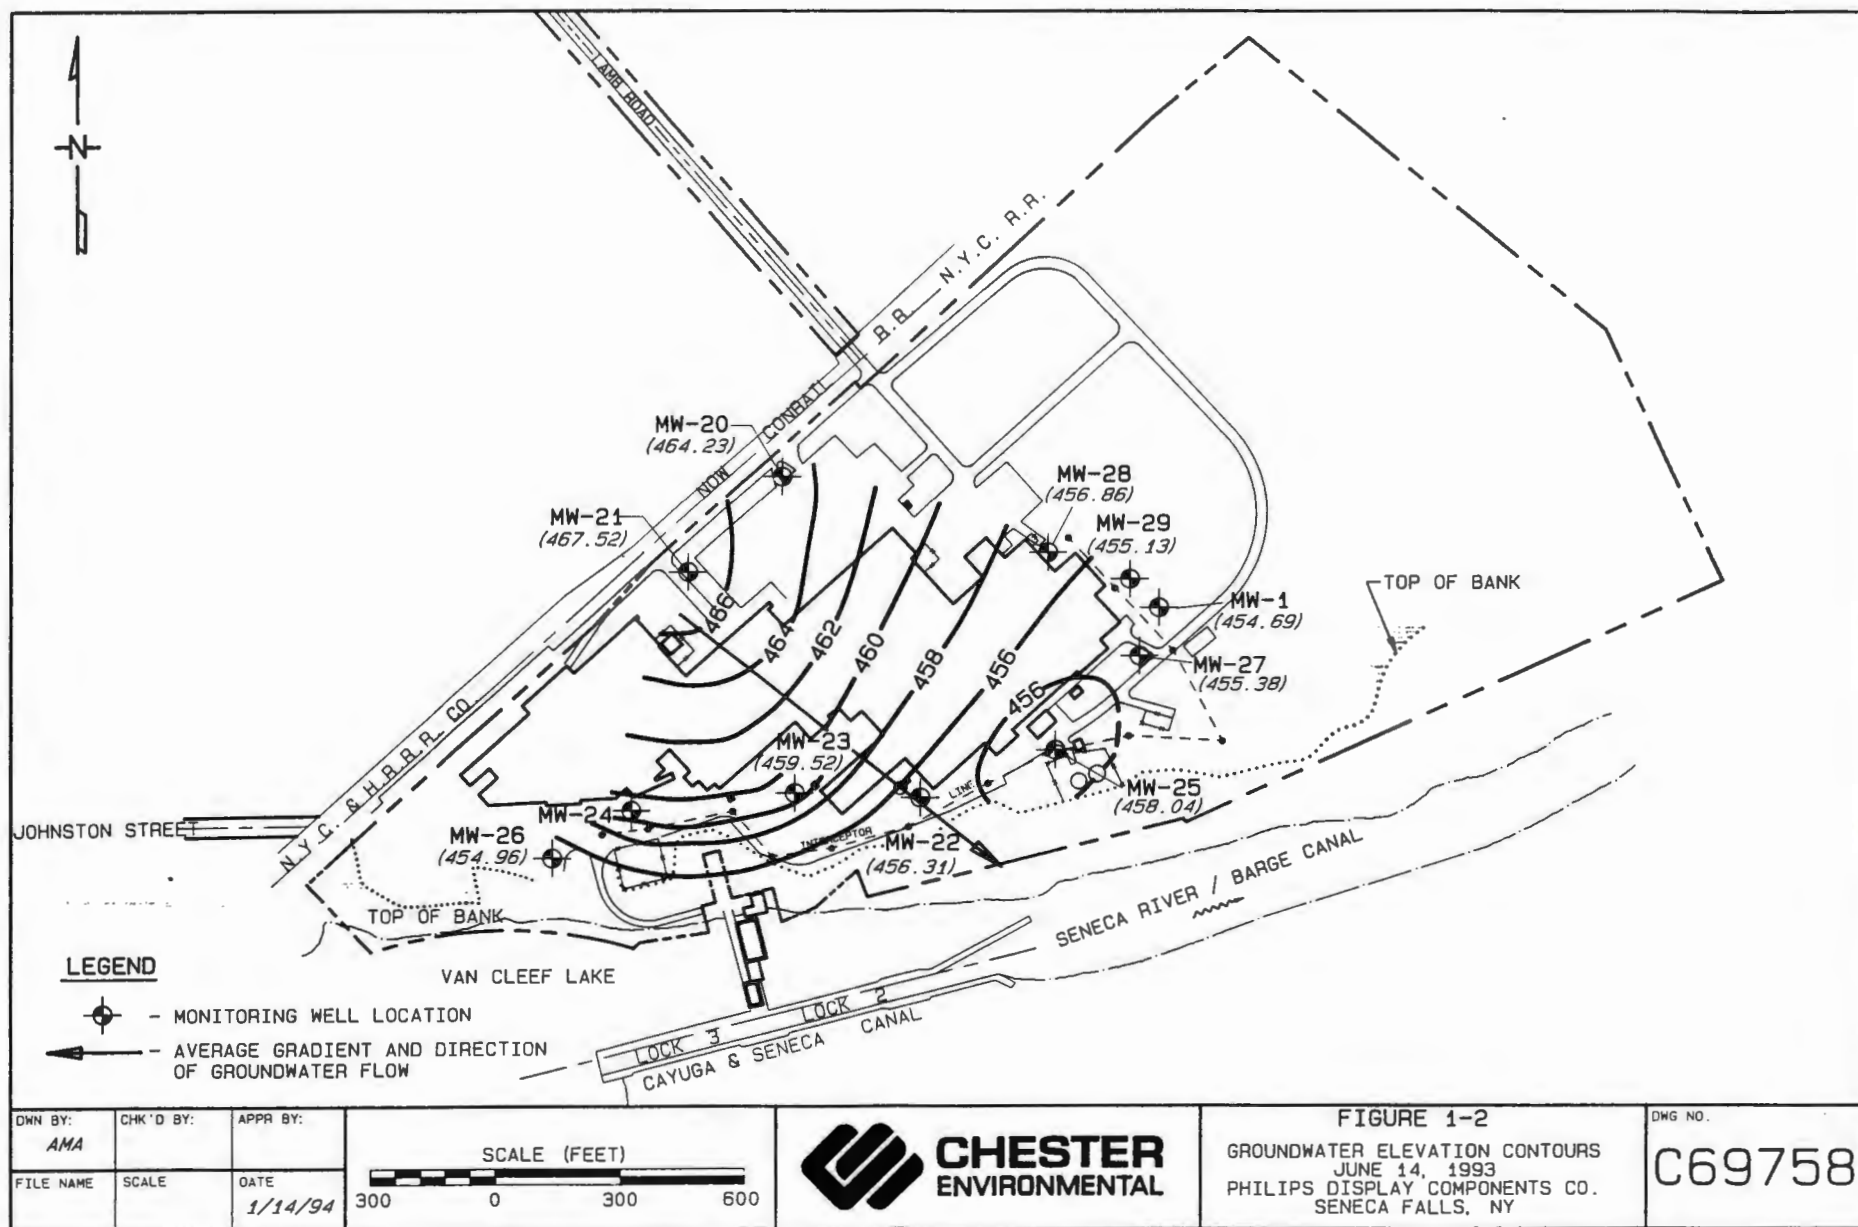 N
LAMB ROAD
N.Y.C. R.R.
R.R.
CONRAIL
NOW
N.Y.C. & H.R.R.R. CO.
MW-20
(464.23)
MW-21
(467.52)
MW-28
(456.86)
MW-29
(455.13)
MW-1
(454.69)
MW-27
(455.38)
TOP OF BANK
466
464
462
460
458
456
456
MW-23
(459.52)
MW-24
MW-26
(454.96)
MW-25
(458.04)
MW-22
(456.31)
INTERCEPTOR
LINE
JOHNSTON STREET
TOP OF BANK
VAN CLEEF LAKE
SENECA RIVER / BARGE CANAL
LOCK 3
LOCK 2
CAYUGA & SENECA CANAL
LEGEND
- MONITORING WELL LOCATION
- AVERAGE GRADIENT AND DIRECTION
OF GROUNDWATER FLOW
DWN BY:
AMA
CHK'D BY:
APPR BY:
FILE NAME
SCALE
DATE
1/14/94
SCALE (FEET)
300 0 300 600
CHESTER
ENVIRONMENTAL
FIGURE 1-2
GROUNDWATER ELEVATION CONTOURS
JUNE 14, 1993
PHILIPS DISPLAY COMPONENTS CO.
SENECA FALLS, NY
DWG NO.
C69758